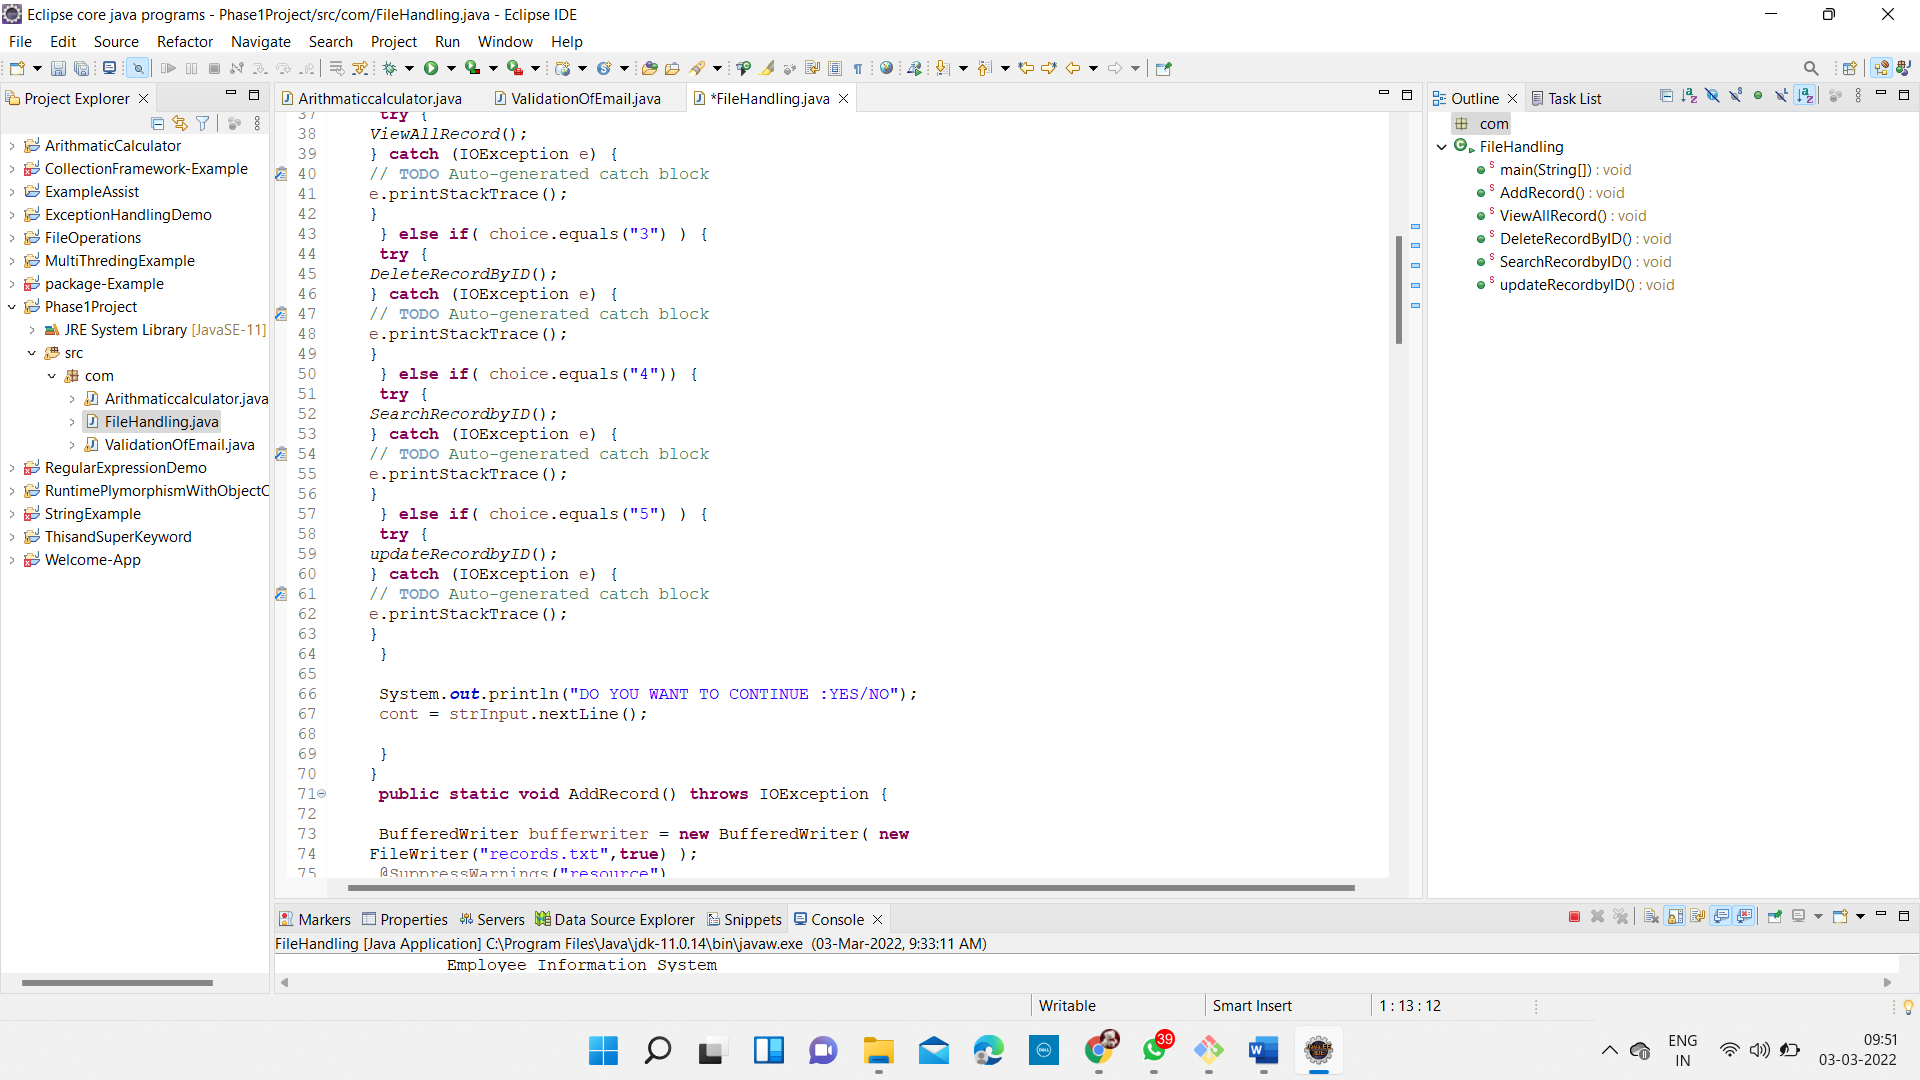 Eclipse core java programs - Phase1Project/src/com/FileHandling.java - Eclipse IDE
File Edit Source Refactor Navigate Search Project Run Window Help
Project Explorer
ArithmaticCalculator
CollectionFramework-Example
ExampleAssist
ExceptionHandlingDemo
FileOperations
MultiThredingExample
package-Example
Phase1Project
JRE System Library [JavaSE-11]
src
com
Arithmaticcalculator.java
FileHandling.java
ValidationOfEmail.java
RegularExpressionDemo
RuntimePlymorphismWithObjectC
StringExample
ThisandSuperKeyword
Welcome-App
Arithmaticcalculator.java ValidationOfEmail.java *FileHandling.java
37 try {
38 ViewAllRecord();
39 } catch (IOException e) {
40 // TODO Auto-generated catch block
41 e.printStackTrace();
42 }
43 } else if( choice.equals("3") ) {
44 try {
45 DeleteRecordByID();
46 } catch (IOException e) {
47 // TODO Auto-generated catch block
48 e.printStackTrace();
49 }
50 } else if( choice.equals("4")) {
51 try {
52 SearchRecordbyID();
53 } catch (IOException e) {
54 // TODO Auto-generated catch block
55 e.printStackTrace();
56 }
57 } else if( choice.equals("5") ) {
58 try {
59 updateRecordbyID();
60 } catch (IOException e) {
61 // TODO Auto-generated catch block
62 e.printStackTrace();
63 }
64 }
65
66 System.out.println("DO YOU WANT TO CONTINUE :YES/NO");
67 cont = strInput.nextLine();
68
69 }
70 }
71 public static void AddRecord() throws IOException {
72
73 BufferedWriter bufferwriter = new BufferedWriter( new
74 FileWriter("records.txt",true) );
75 @SuppressWarnings("resource")
Outline Task List
com
FileHandling
main(String[]) : void
AddRecord() : void
ViewAllRecord() : void
DeleteRecordByID() : void
SearchRecordbyID() : void
updateRecordbyID() : void
Markers Properties Servers Data Source Explorer Snippets Console
FileHandling [Java Application] C:\Program Files\Java\jdk-11.0.14\bin\javaw.exe (03-Mar-2022, 9:33:11 AM)
Employee Information System
Writable Smart Insert 1 : 13 : 12
39
ENG
IN
09:51
03-03-2022